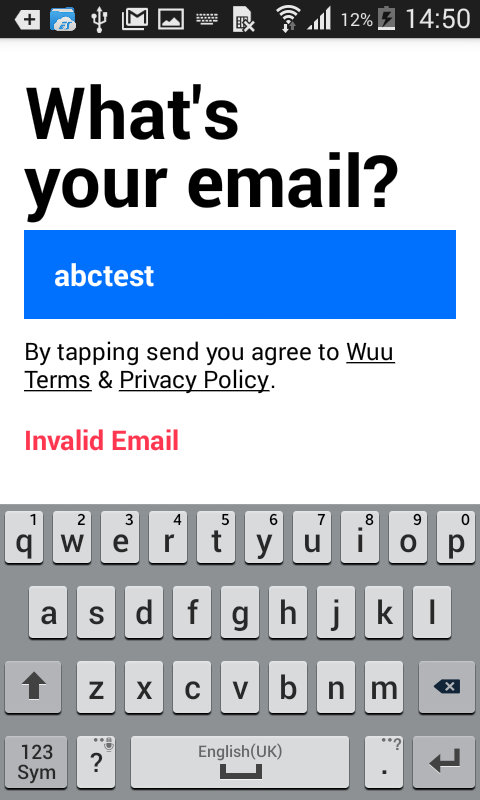 12% 14:50
What's
your email?
abctest
By tapping send you agree to Wuu
Terms & Privacy Policy.
Invalid Email
1 2 3 4 5 6 7 8 9 0
q w e r t y u i o p
a s d f g h j k l
z x c v b n m
123
Sym
? English(UK) . ?